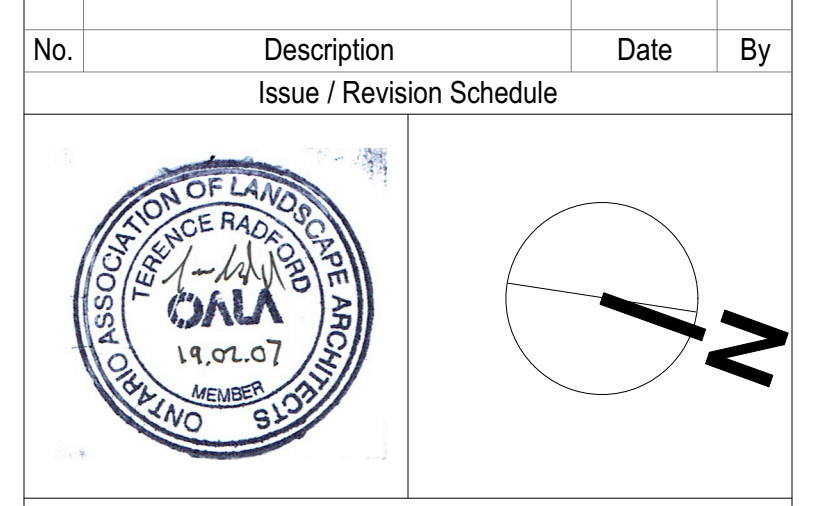 No. Description Date By
Issue / Revision Schedule
ONTARIO ASSOCIATION OF LANDSCAPE ARCHITECTS
TERENCE RADFORD
OALA
19.02.07
MEMBER
N